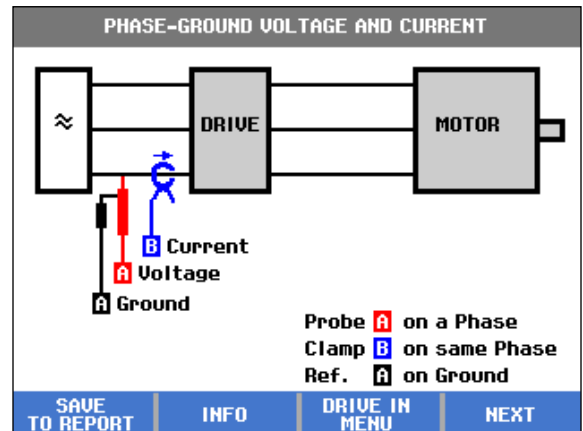 PHASE-GROUND VOLTAGE AND CURRENT
≈
DRIVE
MOTOR
B Current
A Voltage
A Ground
Probe A on a Phase
Clamp B on same Phase
Ref. A on Ground
SAVE TO REPORT
INFO
DRIVE IN MENU
NEXT